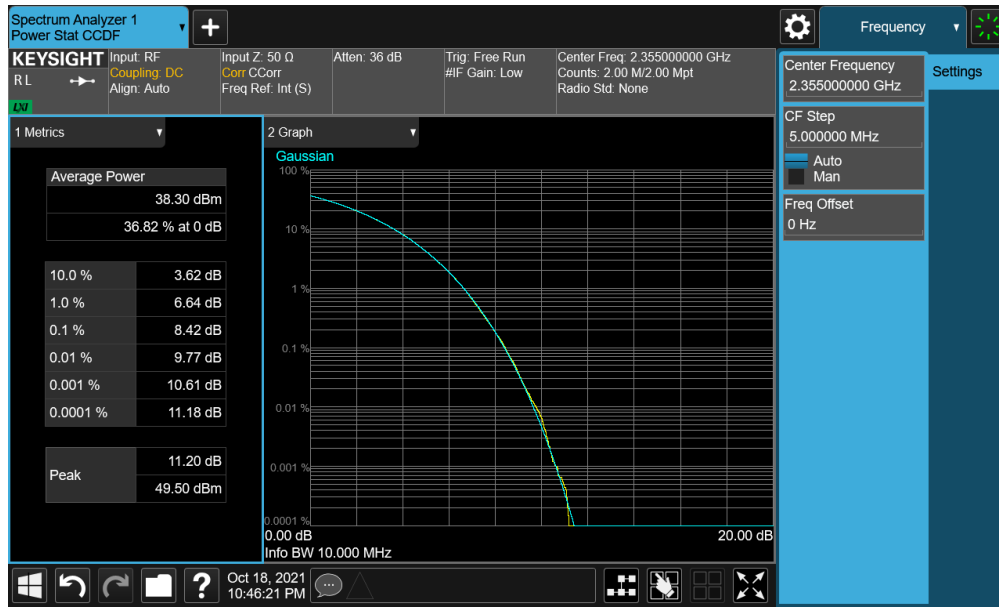 Spectrum Analyzer 1
Power Stat CCDF
Frequency
KEYSIGHT
R L
LXI
Input: RF
Coupling: DC
Align: Auto
Input Z: 50 Ω
Corr CCorr
Freq Ref: Int (S)
Atten: 36 dB
Trig: Free Run
#IF Gain: Low
Center Freq: 2.355000000 GHz
Counts: 2.00 M/2.00 Mpt
Radio Std: None
Center Frequency
2.355000000 GHz
Settings
CF Step
5.000000 MHz
Auto
Man
Freq Offset
0 Hz
1 Metrics
Average Power
38.30 dBm
36.82 % at 0 dB
10.0 % 3.62 dB
1.0 % 6.64 dB
0.1 % 8.42 dB
0.01 % 9.77 dB
0.001 % 10.61 dB
0.0001 % 11.18 dB
Peak
11.20 dB
49.50 dBm
2 Graph
Gaussian
100 %
10 %
1 %
0.1 %
0.01 %
0.001 %
0.0001 %
0.00 dB 20.00 dB
Info BW 10.000 MHz
?
Oct 18, 2021
10:46:21 PM